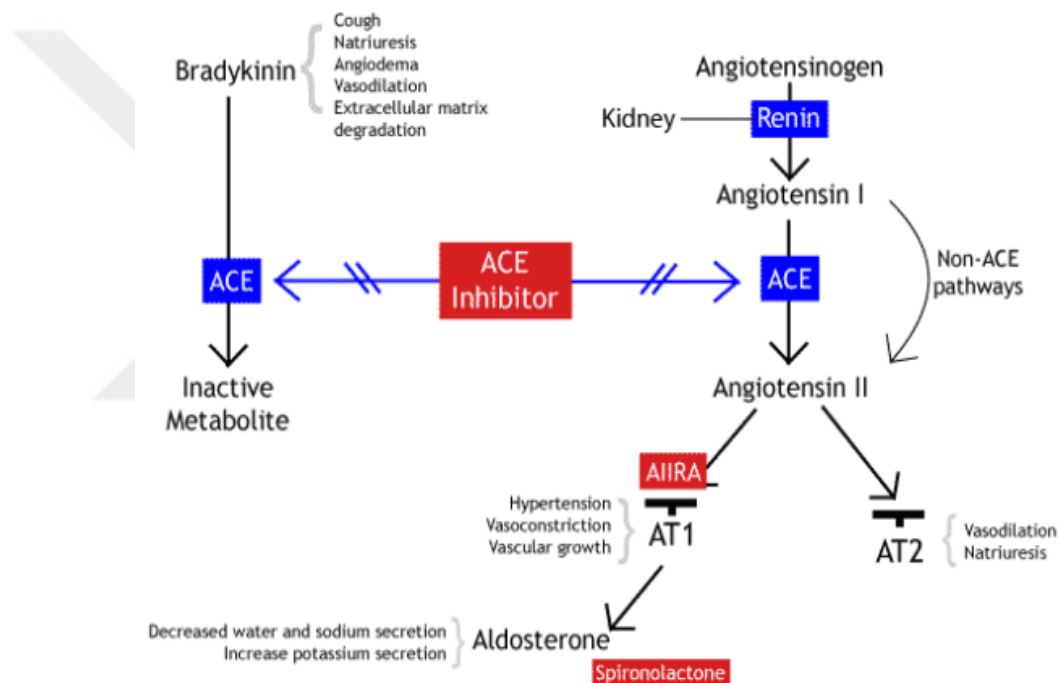 Bradykinin
Cough
Natriuresis
Angiodema
Vasodilation
Extracellular matrix
degradation
Angiotensinogen
Kidney
Renin
Angiotensin I
ACE
ACE
Inhibitor
ACE
Non-ACE
pathways
Inactive
Metabolite
Angiotensin II
AIIRA
Hypertension
Vasoconstriction
Vascular growth
AT1
AT2
Vasodilation
Natriuresis
Decreased water and sodium secretion
Increase potassium secretion
Aldosterone
Spironolactone